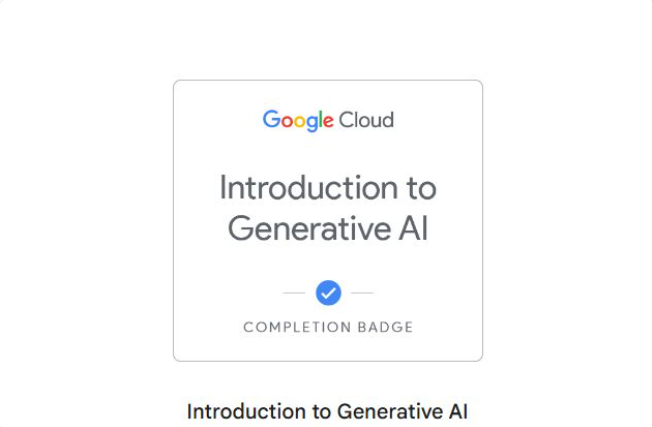 Google Cloud
Introduction to
Generative AI
COMPLETION BADGE
Introduction to Generative AI